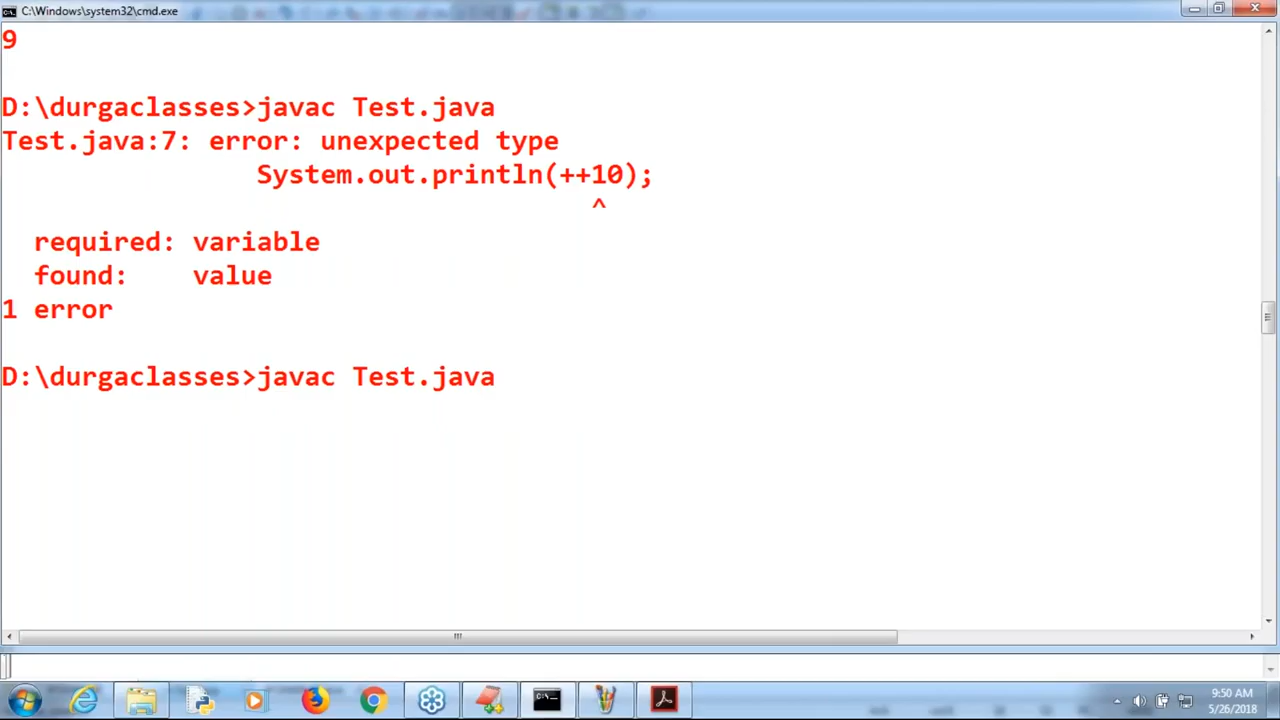 C:\Windows\system32\cmd.exe
9
D:\durgaclasses>javac Test.java
Test.java:7: error: unexpected type
System.out.println(++10);
^
required: variable
found: value
1 error
D:\durgaclasses>javac Test.java
9:50 AM
5/26/2018